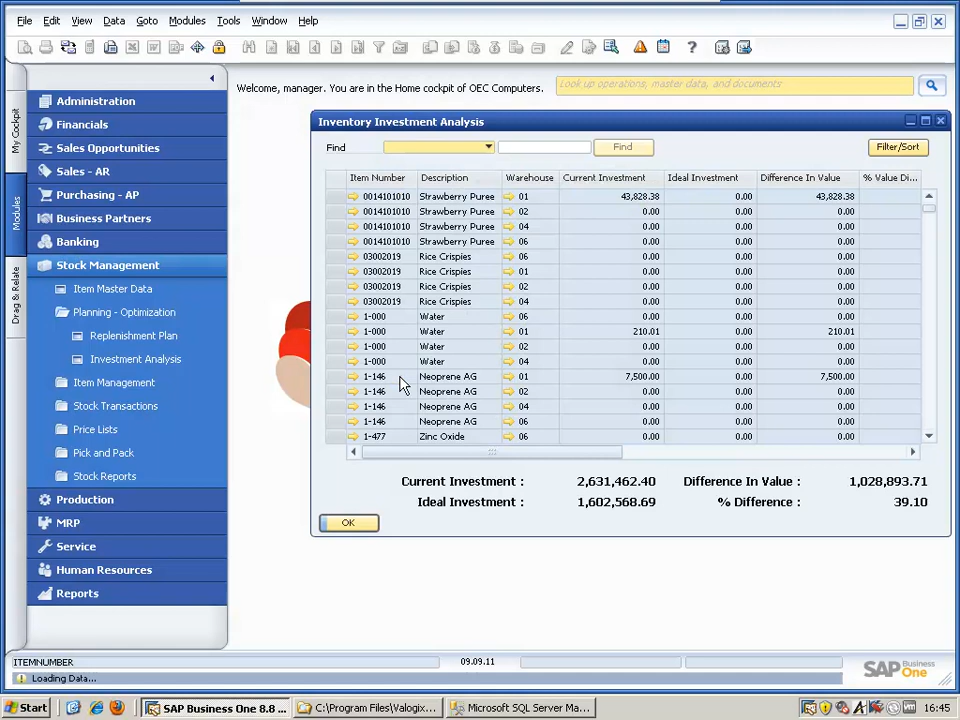 File Edit View Data Goto Modules Tools Window Help
Welcome, manager. You are in the Home cockpit of OEC Computers.
Look up operations, master data, and documents
My Cockpit
Modules
Drag & Relate
Administration
Financials
Sales Opportunities
Sales - AR
Purchasing - AP
Business Partners
Banking
Stock Management
Item Master Data
Planning - Optimization
Replenishment Plan
Investment Analysis
Item Management
Stock Transactions
Price Lists
Pick and Pack
Stock Reports
Production
MRP
Service
Human Resources
Reports
Inventory Investment Analysis
Find Find Filter/Sort
Item Number Description Warehouse Current Investment Ideal Investment Difference In Value % Value Di...
0014101010 Strawberry Puree 01 43,828.38 0.00 43,828.38
0014101010 Strawberry Puree 02 0.00 0.00 0.00
0014101010 Strawberry Puree 04 0.00 0.00 0.00
0014101010 Strawberry Puree 06 0.00 0.00 0.00
03002019 Rice Crispies 06 0.00 0.00 0.00
03002019 Rice Crispies 01 0.00 0.00 0.00
03002019 Rice Crispies 02 0.00 0.00 0.00
03002019 Rice Crispies 04 0.00 0.00 0.00
1-000 Water 06 0.00 0.00 0.00
1-000 Water 01 210.01 0.00 210.01
1-000 Water 02 0.00 0.00 0.00
1-000 Water 04 0.00 0.00 0.00
1-146 Neoprene AG 01 7,500.00 0.00 7,500.00
1-146 Neoprene AG 02 0.00 0.00 0.00
1-146 Neoprene AG 04 0.00 0.00 0.00
1-146 Neoprene AG 06 0.00 0.00 0.00
1-477 Zinc Oxide 06 0.00 0.00 0.00
Current Investment : 2,631,462.40 Difference In Value : 1,028,893.71
Ideal Investment : 1,602,568.69 % Difference : 39.10
OK
ITEMNUMBER 09.09.11
Loading Data...
SAP Business One
Start SAP Business One 8.8 ... C:\Program Files\Valogix... Microsoft SQL Server Ma... 16:45